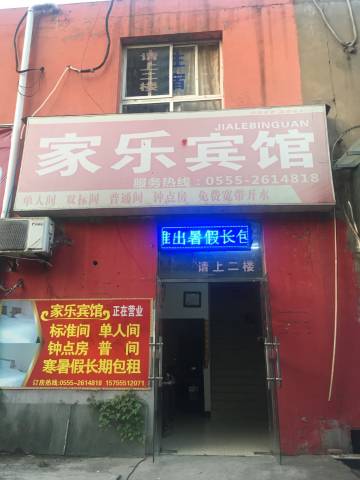 请上二楼
住宿
JIALEBINGUAN
家乐宾馆
服务热线：0555-2614818
单人间 双标间 普通间 钟点房 免费宽带开水
推出暑假长包
请上二楼
家乐宾馆 正在营业
标准间 单人间
钟点房 普间
寒暑假长期包租
订房热线:0555-2614818 15755512971